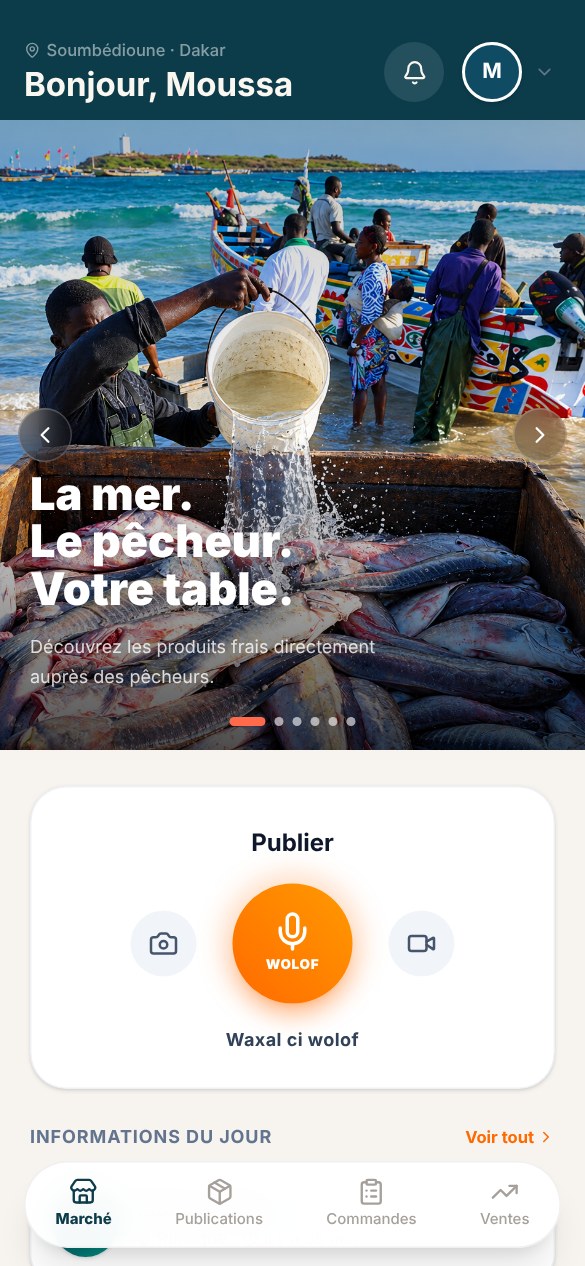 Soumbédioune · Dakar
Bonjour, Moussa
M
La mer.
Le pêcheur.
Votre table.
Découvrez les produits frais directement
auprès des pêcheurs.
Publier
WOLOF
Waxal ci wolof
INFORMATIONS DU JOUR
Voir tout
Marché
Publications
Commandes
Ventes